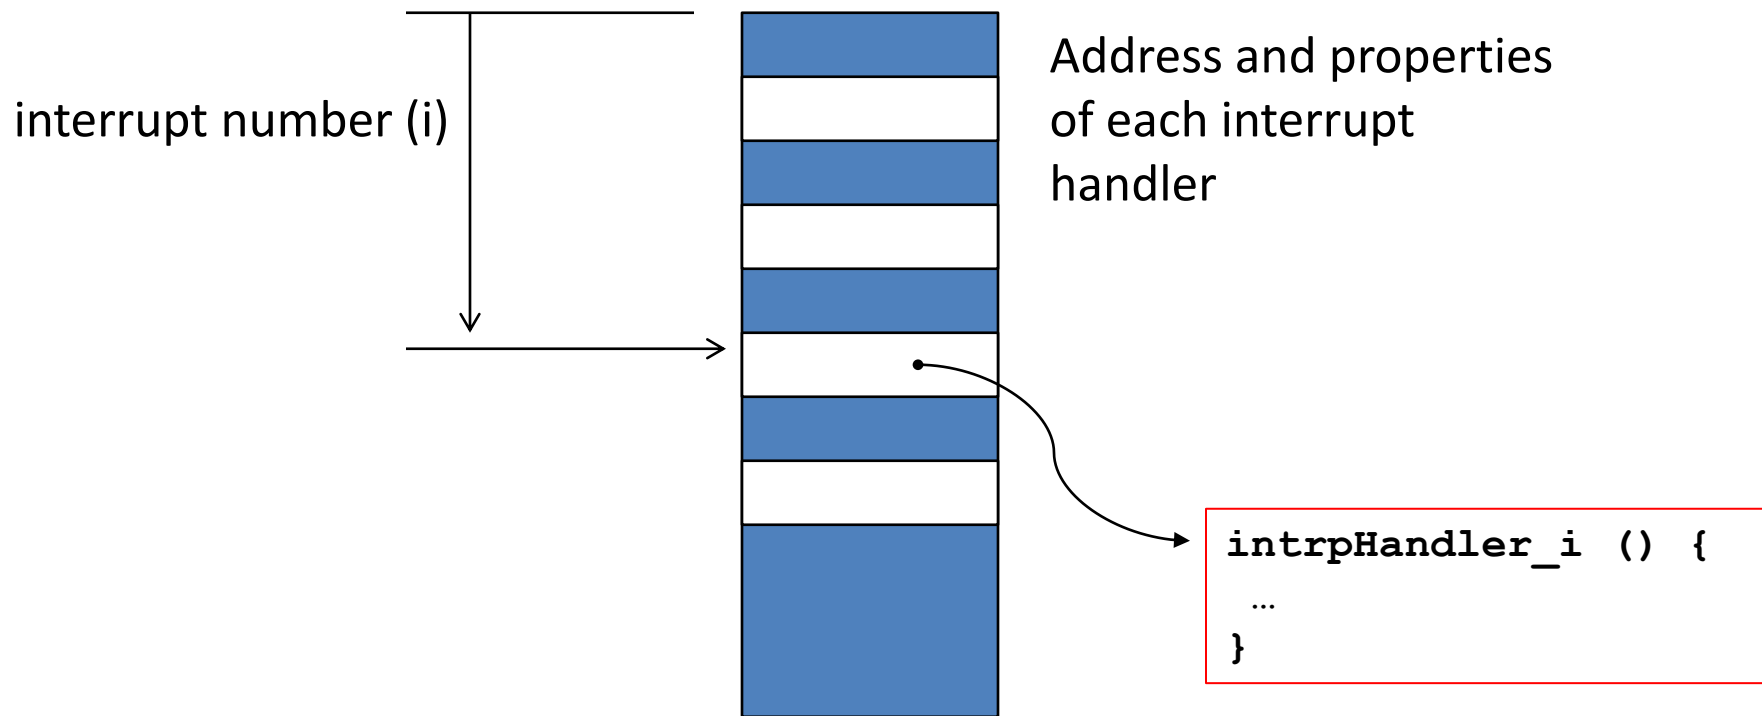 interrupt number (i)
Address and properties
of each interrupt
handler
intrpHandler_i () {
…
}